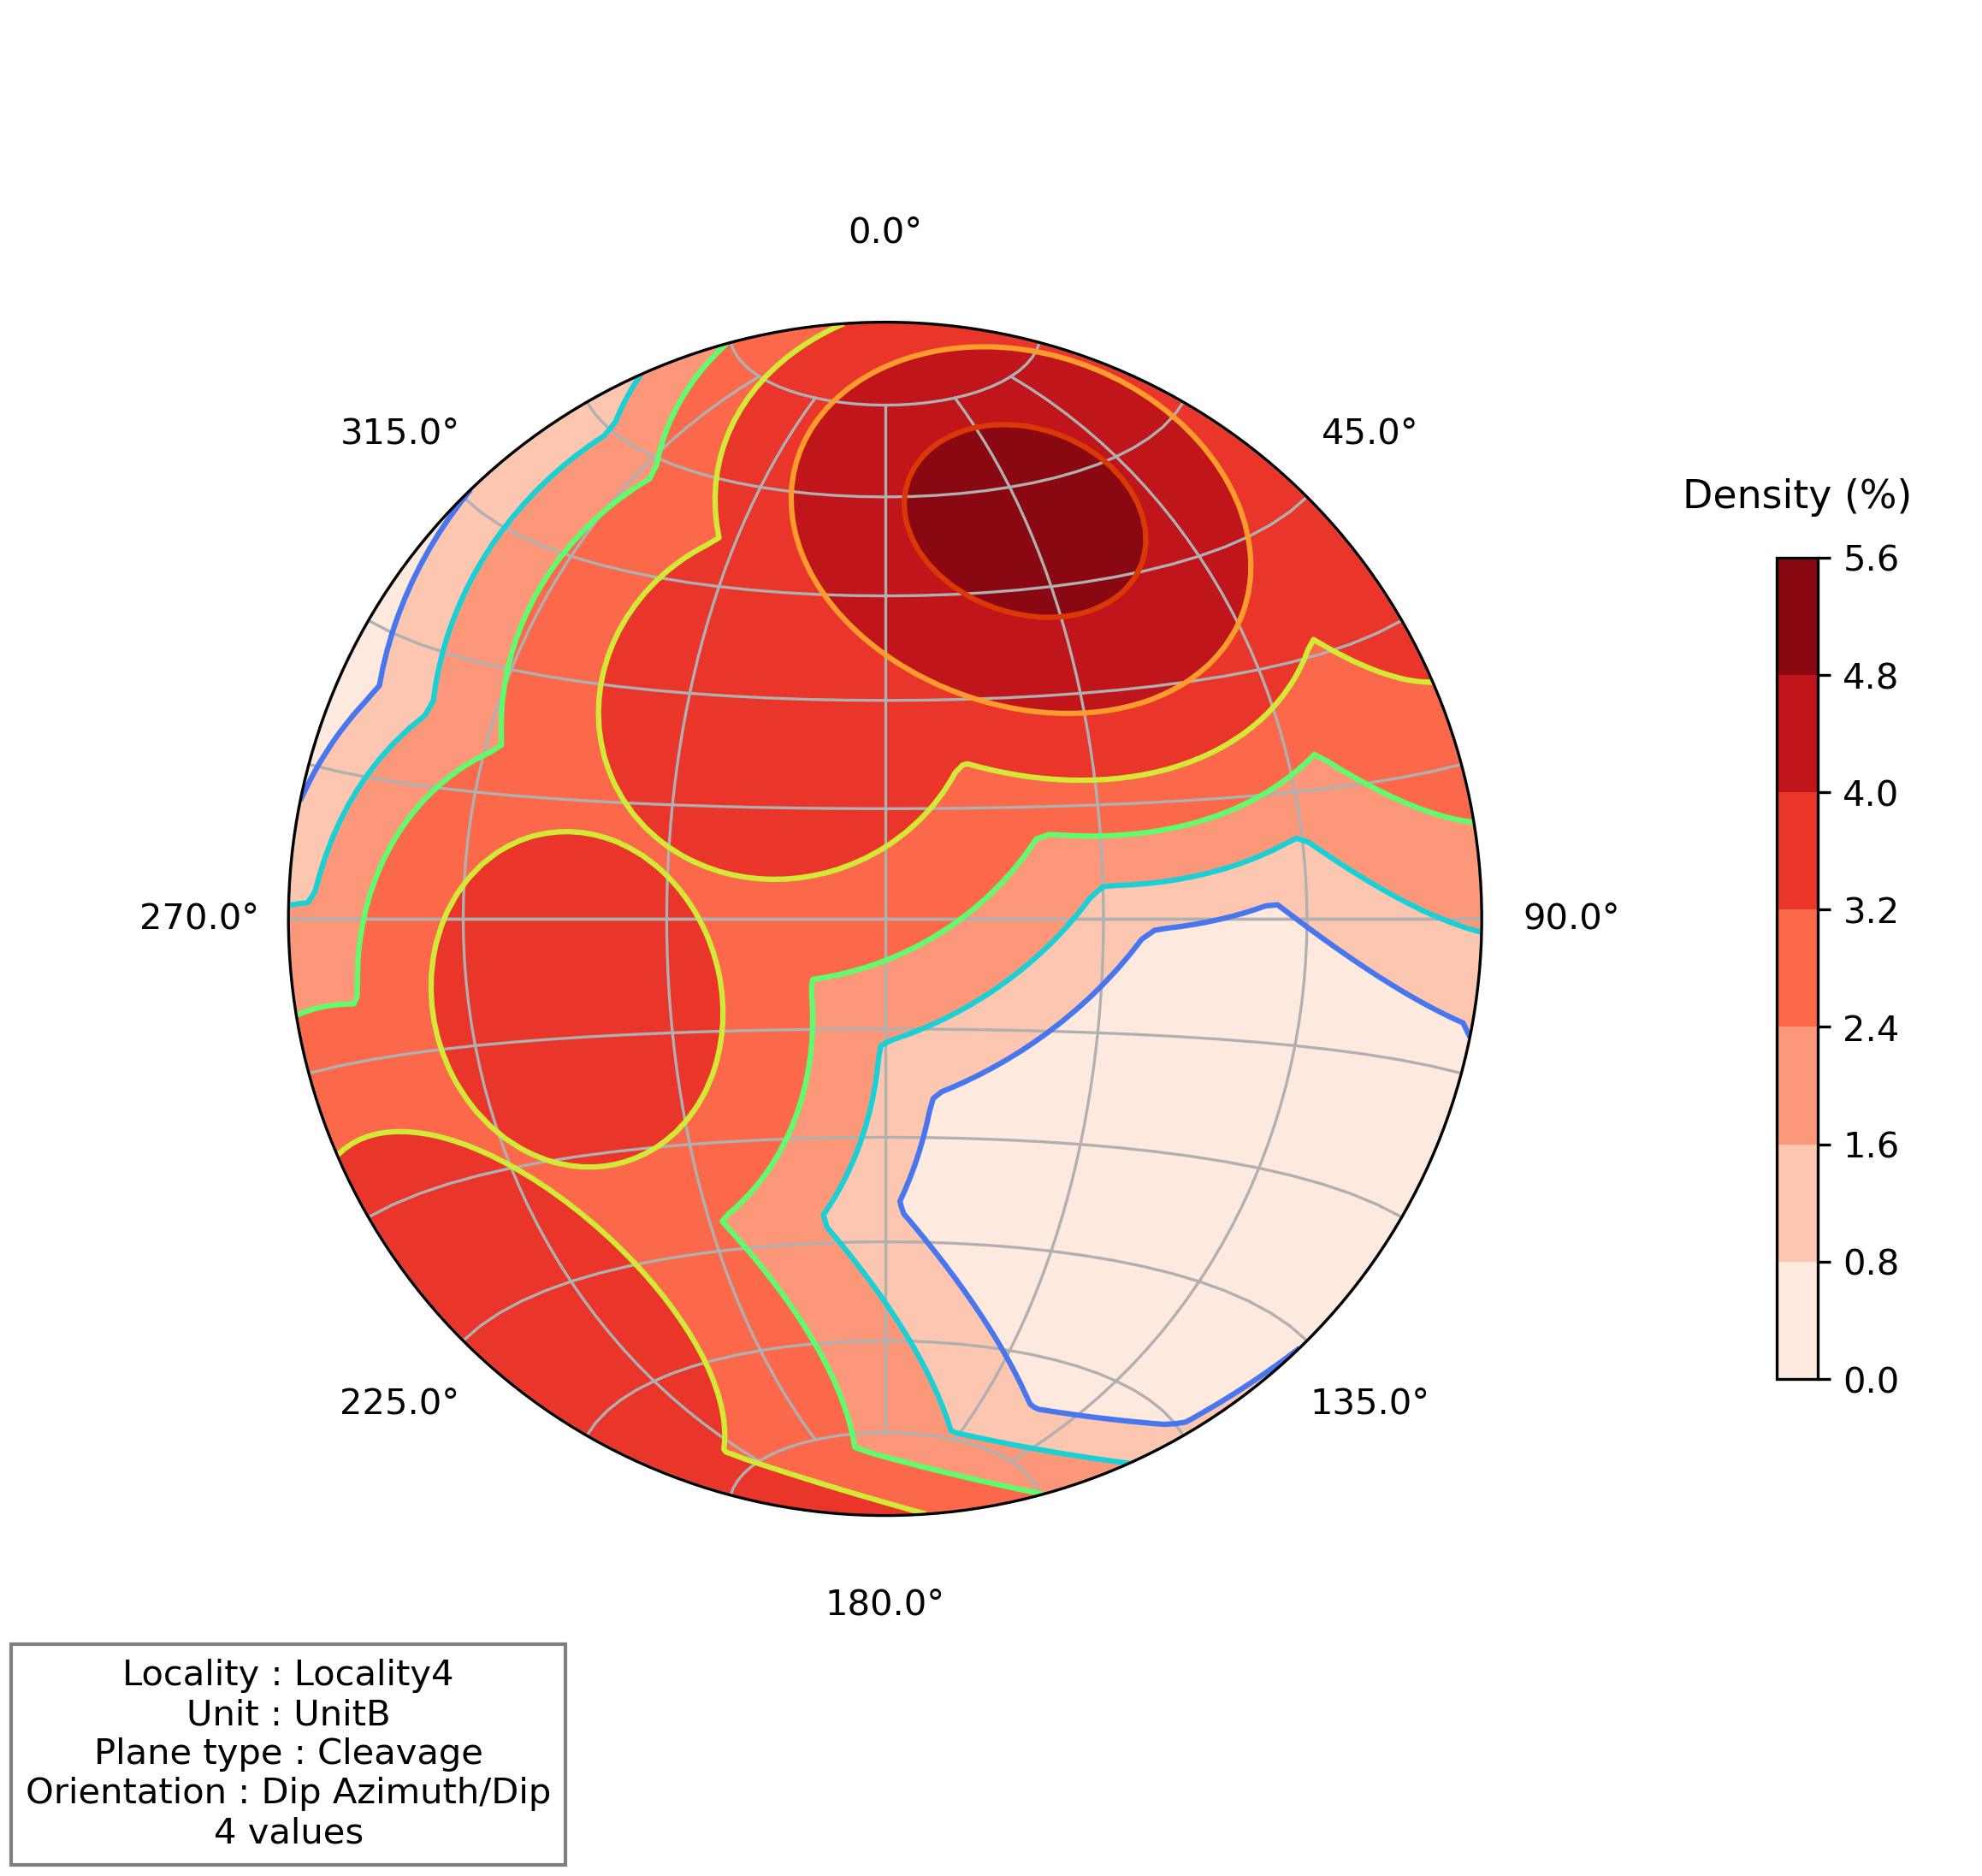 0.0°
315.0°
45.0°
Density (%)
5.6
4.8
4.0
3.2
2.4
1.6
0.8
0.0
270.0°
90.0°
225.0°
135.0°
180.0°
Locality : Locality4
Unit : UnitB
Plane type : Cleavage
Orientation : Dip Azimuth/Dip
4 values